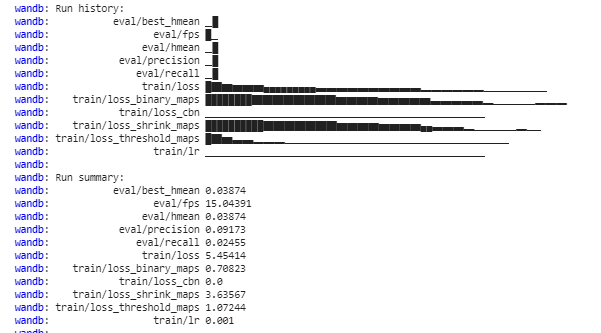 wandb: Run history:
wandb: eval/best_hmean ▁█
wandb: eval/fps █▁
wandb: eval/hmean ▁█
wandb: eval/precision ▁█
wandb: eval/recall ▁█
wandb: train/loss
wandb: train/loss_binary_maps
wandb: train/loss_cbn
wandb: train/loss_shrink_maps
wandb: train/loss_threshold_maps
wandb: train/lr
wandb:
wandb: Run summary:
wandb: eval/best_hmean 0.03874
wandb: eval/fps 15.04391
wandb: eval/hmean 0.03874
wandb: eval/precision 0.09173
wandb: eval/recall 0.02455
wandb: train/loss 5.45414
wandb: train/loss_binary_maps 0.70823
wandb: train/loss_cbn 0.0
wandb: train/loss_shrink_maps 3.63567
wandb: train/loss_threshold_maps 1.07244
wandb: train/lr 0.001
wandb: